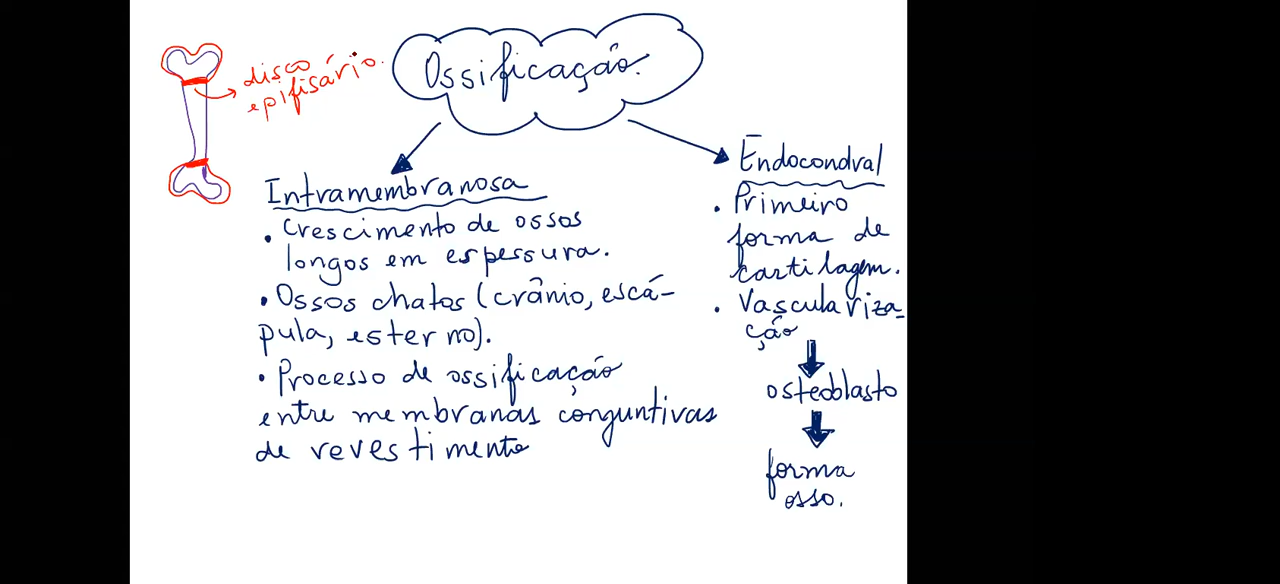 disco
epifisário.
Ossificação.
Intramembranosa
• Crescimento de ossos
longos em espessura.
• Ossos chatos (crânio, escá-
pula, esterno).
• Processo de ossificação
entre membranas conjuntivas
de revestimento
Endocondral
• Primeiro
forma de
cartilagem.
• Vasculariza-
ção
osteoblasto
forma
osso.